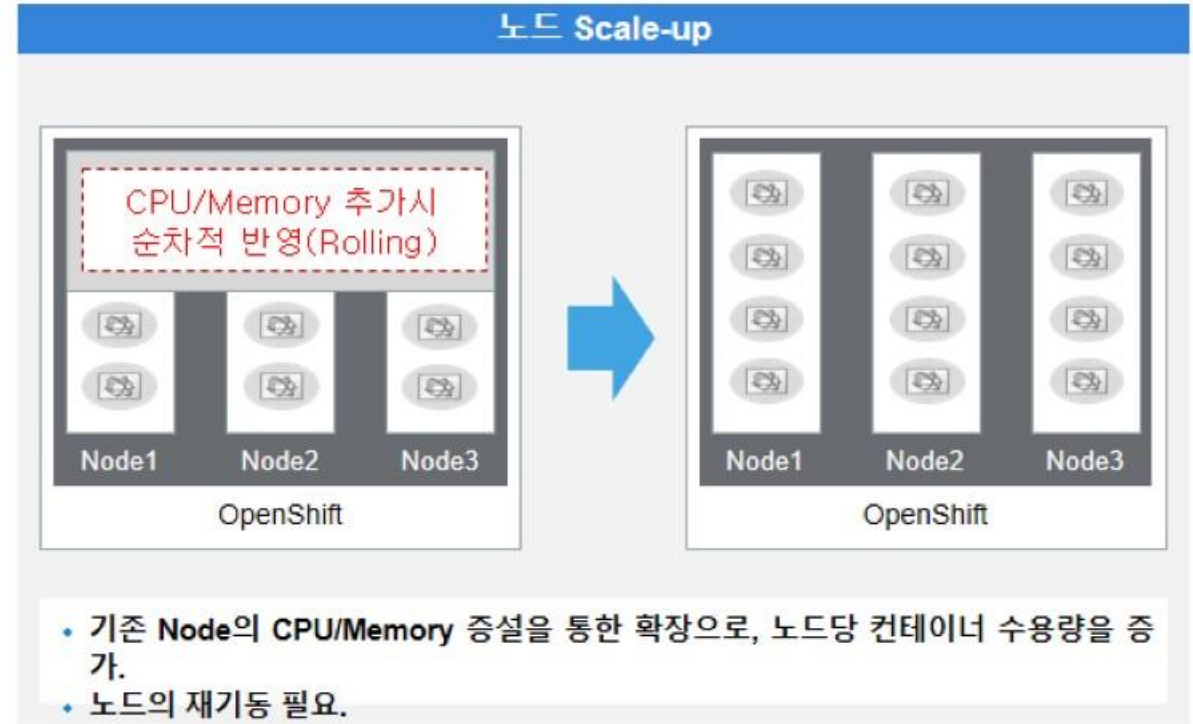 노드 Scale-up
CPU/Memory 추가시
순차적 반영(Rolling)
Node1 Node2 Node3
OpenShift
Node1 Node2 Node3
OpenShift
• 기존 Node의 CPU/Memory 증설을 통한 확장으로, 노드당 컨테이너 수용량을 증
가.
• 노드의 재기동 필요.